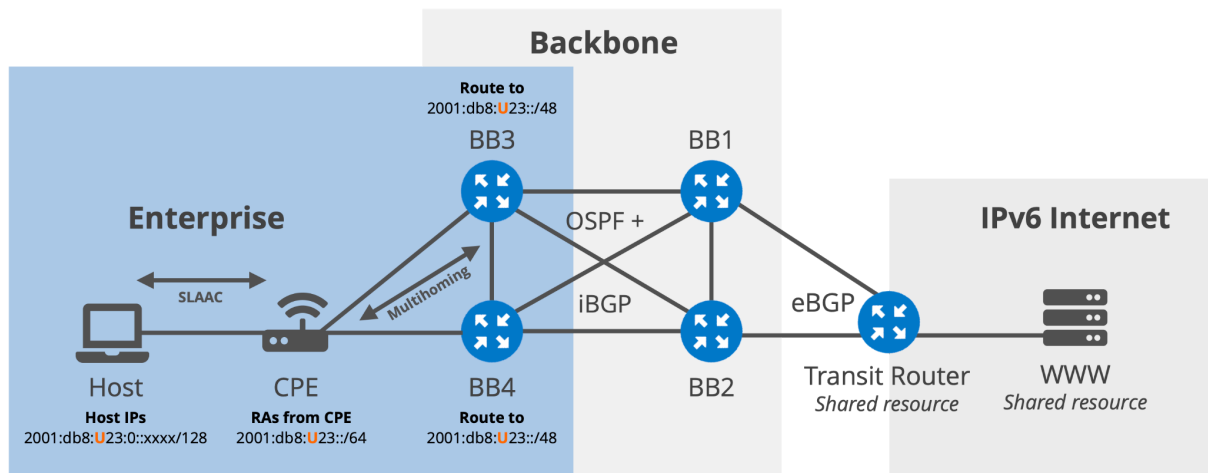 Backbone
Route to
2001:db8:U23::/48
BB3
BB1
Enterprise
OSPF +
IPv6 Internet
SLAAC
Multihoming
iBGP
eBGP
Host
CPE
BB4
BB2
Transit Router
Shared resource
WWW
Shared resource
Host IPs
2001:db8:U23:0::xxxx/128
RAs from CPE
2001:db8:U23::/64
Route to
2001:db8:U23::/48